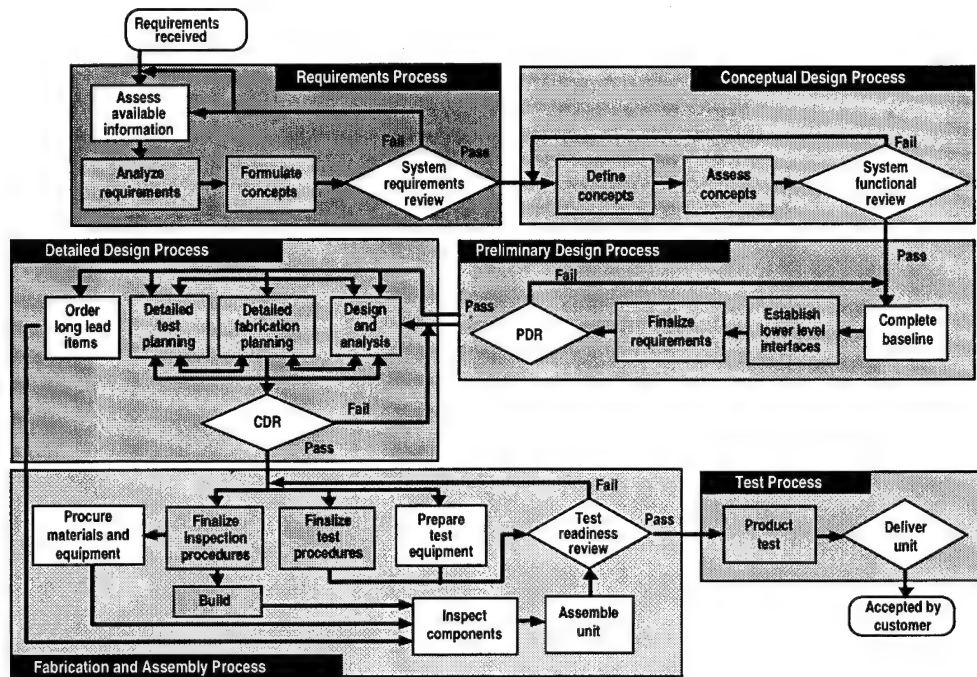 Requirements
received
Requirements Process
Assess
available
information
Analyze
requirements
Formulate
concepts
System
requirements
review
Fail
Pass
Conceptual Design Process
Define
concepts
Assess
concepts
System
functional
review
Fail
Pass
Detailed Design Process
Order
long lead
items
Detailed
test
planning
Detailed
fabrication
planning
Design
and
analysis
CDR
Fail
Pass
Preliminary Design Process
Fail
Pass
PDR
Finalize
requirements
Establish
lower level
interfaces
Complete
baseline
Procure
materials and
equipment
Finalize
inspection
procedures
Finalize
test
procedures
Prepare
test
equipment
Fail
Test
readiness
review
Pass
Build
Inspect
components
Assemble
unit
Fabrication and Assembly Process
Test Process
Product
test
Deliver
unit
Accepted by
customer